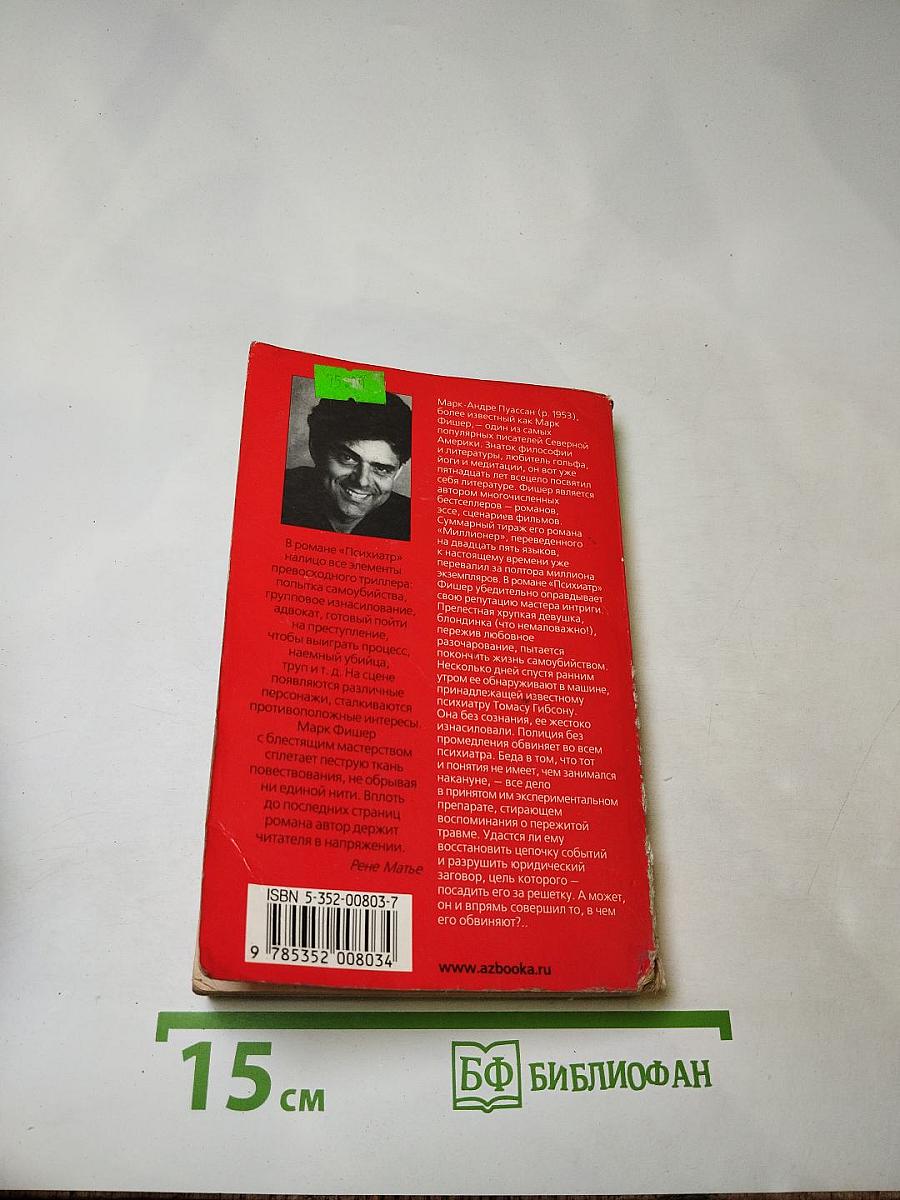 Марк-Андре Пуассан (р. 1953),
более известный как Марк
Фишер, — один из самых
популярных писателей Северной
Америки. Знаток философии
и литературы, любитель гольфа,
йоги и медитации, он вот уже
пятнадцать лет всецело посвятил
себя литературе. Фишер является
автором многочисленных
бестселлеров — романов,
эссе, сценариев фильмов.
Суммарный тираж его романа
«Миллионер», переведенного
на двадцать пять языков,
к настоящему времени уже
перевалил за полтора миллиона
экземпляров. В романе «Психиатр»
Фишер убедительно оправдывает
свою репутацию мастера интриги.
Прелестная хрупкая девушка,
блондинка (что немаловажно!),
пережив любовное
разочарование, пытается
покончить жизнь самоубийством.
Несколько дней спустя ранним
утром ее обнаруживают в машине,
принадлежащей известному
психиатру Томасу Гибсону.
Она без сознания, ее жестоко
изнасиловали. Полиция без
промедления обвиняет во всем
психиатра. Беда в том, что тот
и понятия не имеет, чем занимался
накануне, — все дело
в принятом им экспериментальном
препарате, стирающем
воспоминания о пережитой
травме. Удастся ли ему
восстановить цепочку событий
и разрушить юридический
заговор, цель которого —
посадить его за решетку. А может,
он и впрямь совершил то, в чем
его обвиняют?..
В романе «Психиатр»
налицо все элементы
превосходного триллера:
попытка самоубийства,
групповое изнасилование,
адвокат, готовый пойти
на преступление,
чтобы выиграть процесс,
наемный убийца,
труп и т. д. На сцене
появляются различные
персонажи, сталкиваются
противоположные интересы.
Марк Фишер
с блестящим мастерством
сплетает пеструю ткань
повествования, не обрывая
ни единой нити. Вплоть
до последних страниц
романа автор держит
читателя в напряжении.
Рене Матье
ISBN 5-352-00803-7
9 785352 008034
www.azbooka.ru
15 см
БФ БИБЛИОФАН